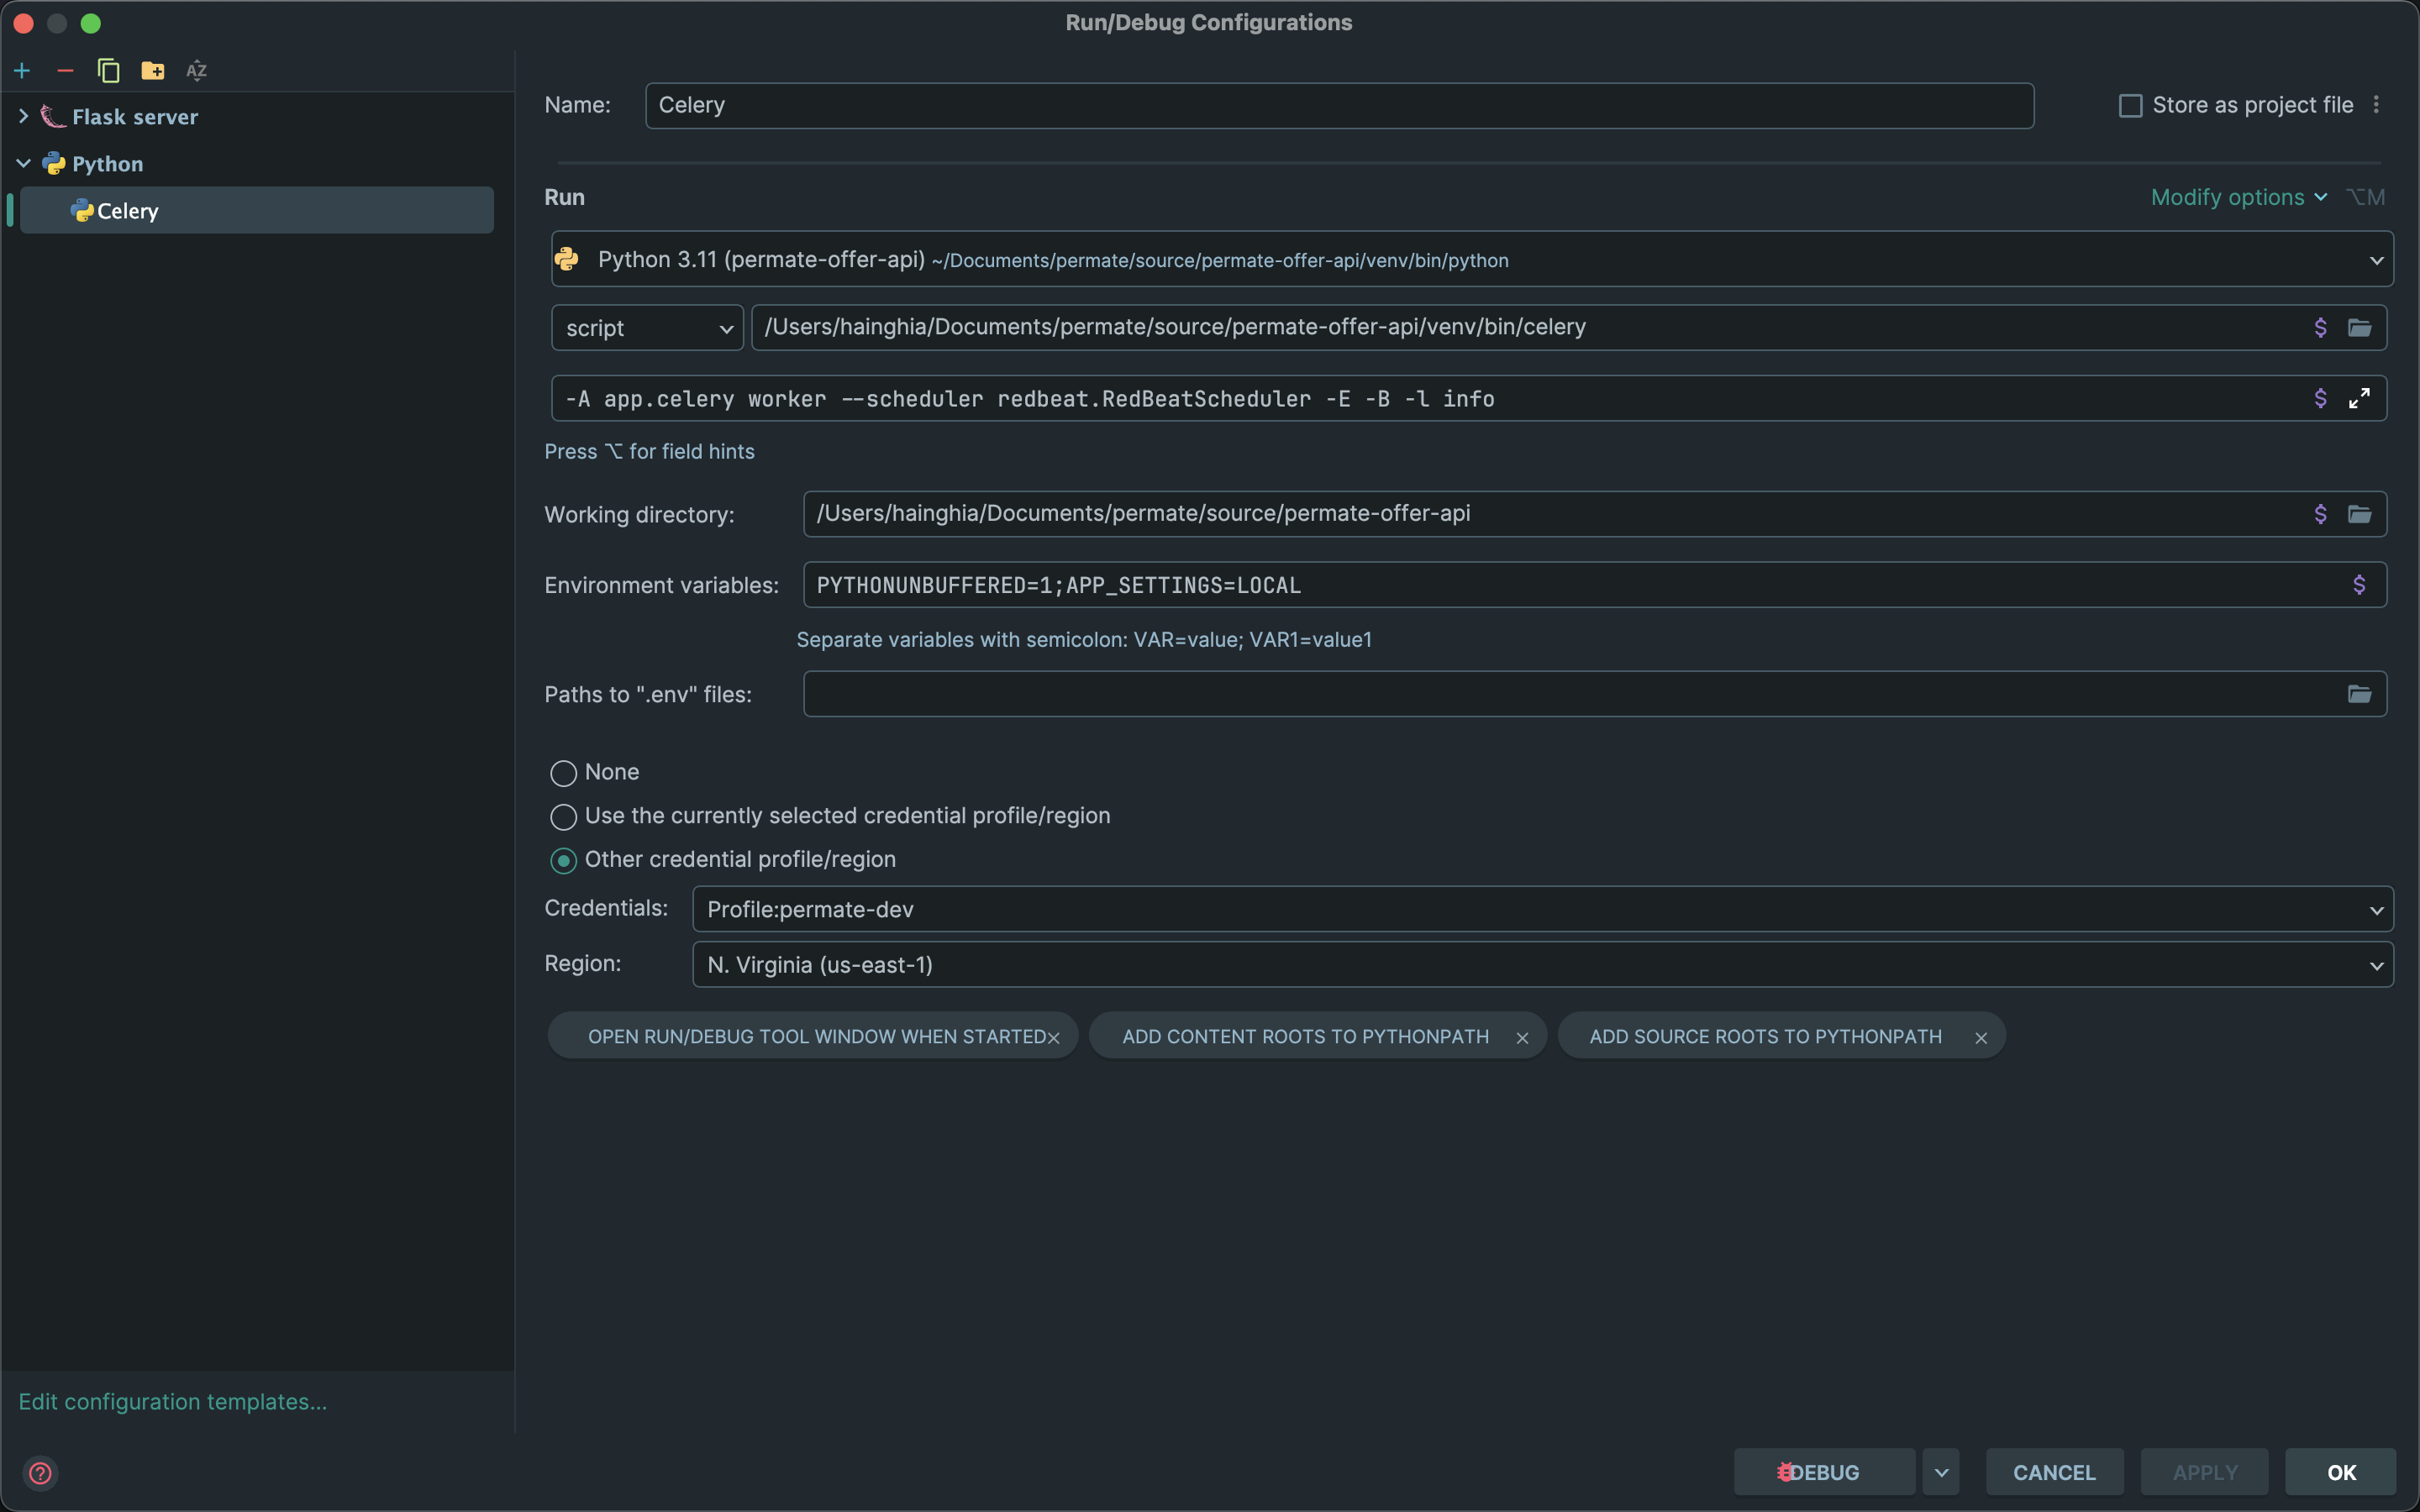 Run/Debug Configurations
Flask server
Python
Celery
Edit configuration templates...
Name:
Celery
Store as project file
Run
Modify options
⌥M
Python 3.11 (permate-offer-api) ~/Documents/permate/source/permate-offer-api/venv/bin/python
script
/Users/hainghia/Documents/permate/source/permate-offer-api/venv/bin/celery
-A app.celery worker --scheduler redbeat.RedBeatScheduler -E -B -l info
Press ⌥ for field hints
Working directory:
/Users/hainghia/Documents/permate/source/permate-offer-api
Environment variables:
PYTHONUNBUFFERED=1;APP_SETTINGS=LOCAL
Separate variables with semicolon: VAR=value; VAR1=value1
Paths to ".env" files:
None
Use the currently selected credential profile/region
Other credential profile/region
Credentials:
Profile:permate-dev
Region:
N. Virginia (us-east-1)
OPEN RUN/DEBUG TOOL WINDOW WHEN STARTED
ADD CONTENT ROOTS TO PYTHONPATH
ADD SOURCE ROOTS TO PYTHONPATH
DEBUG
CANCEL
APPLY
OK